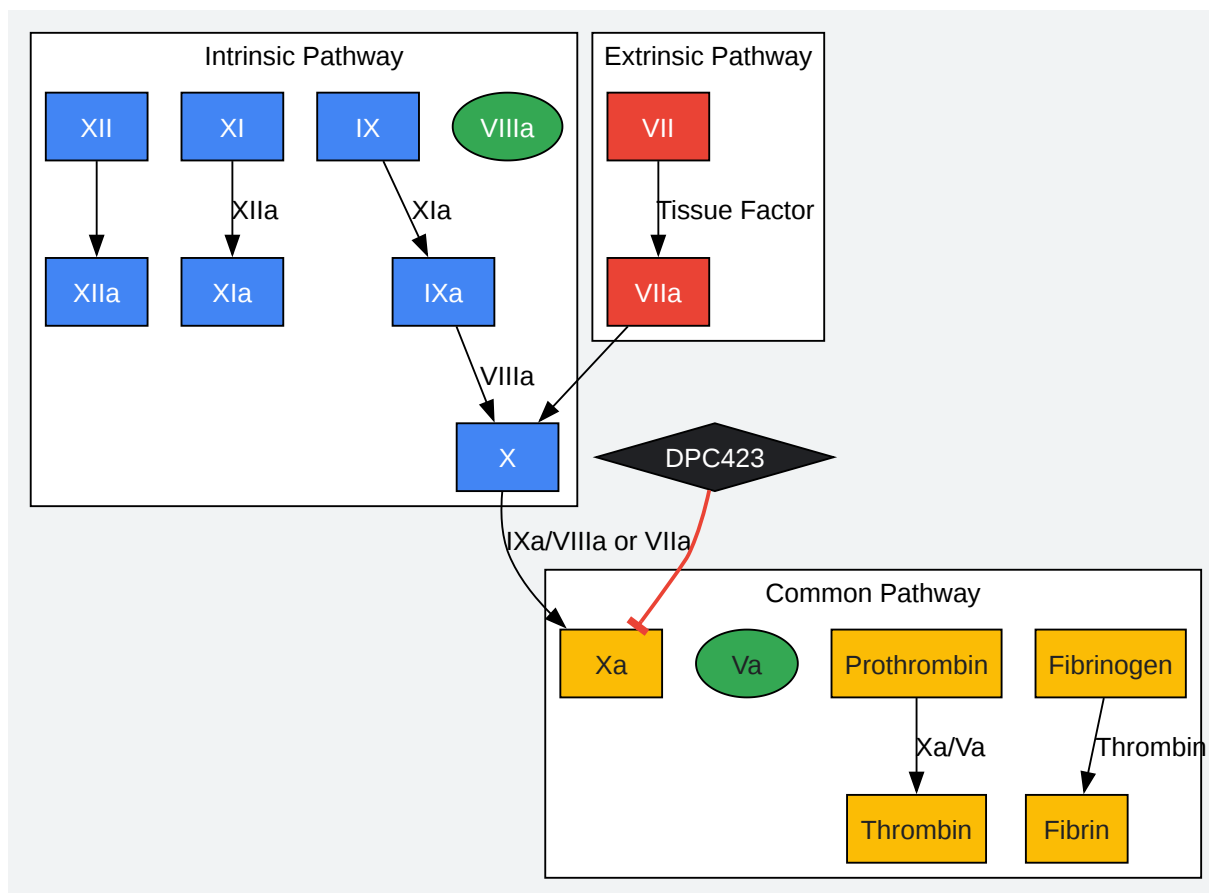 Intrinsic Pathway
Extrinsic Pathway
XII
XI
IX
VIIIa
VII
XIIa
XIa
Tissue Factor
XIIa
XIa
IXa
VIIa
VIIIa
X
DPC423
IXa/VIIIa or VIIa
Common Pathway
Xa
Va
Prothrombin
Fibrinogen
Xa/Va
Thrombin
Thrombin
Fibrin